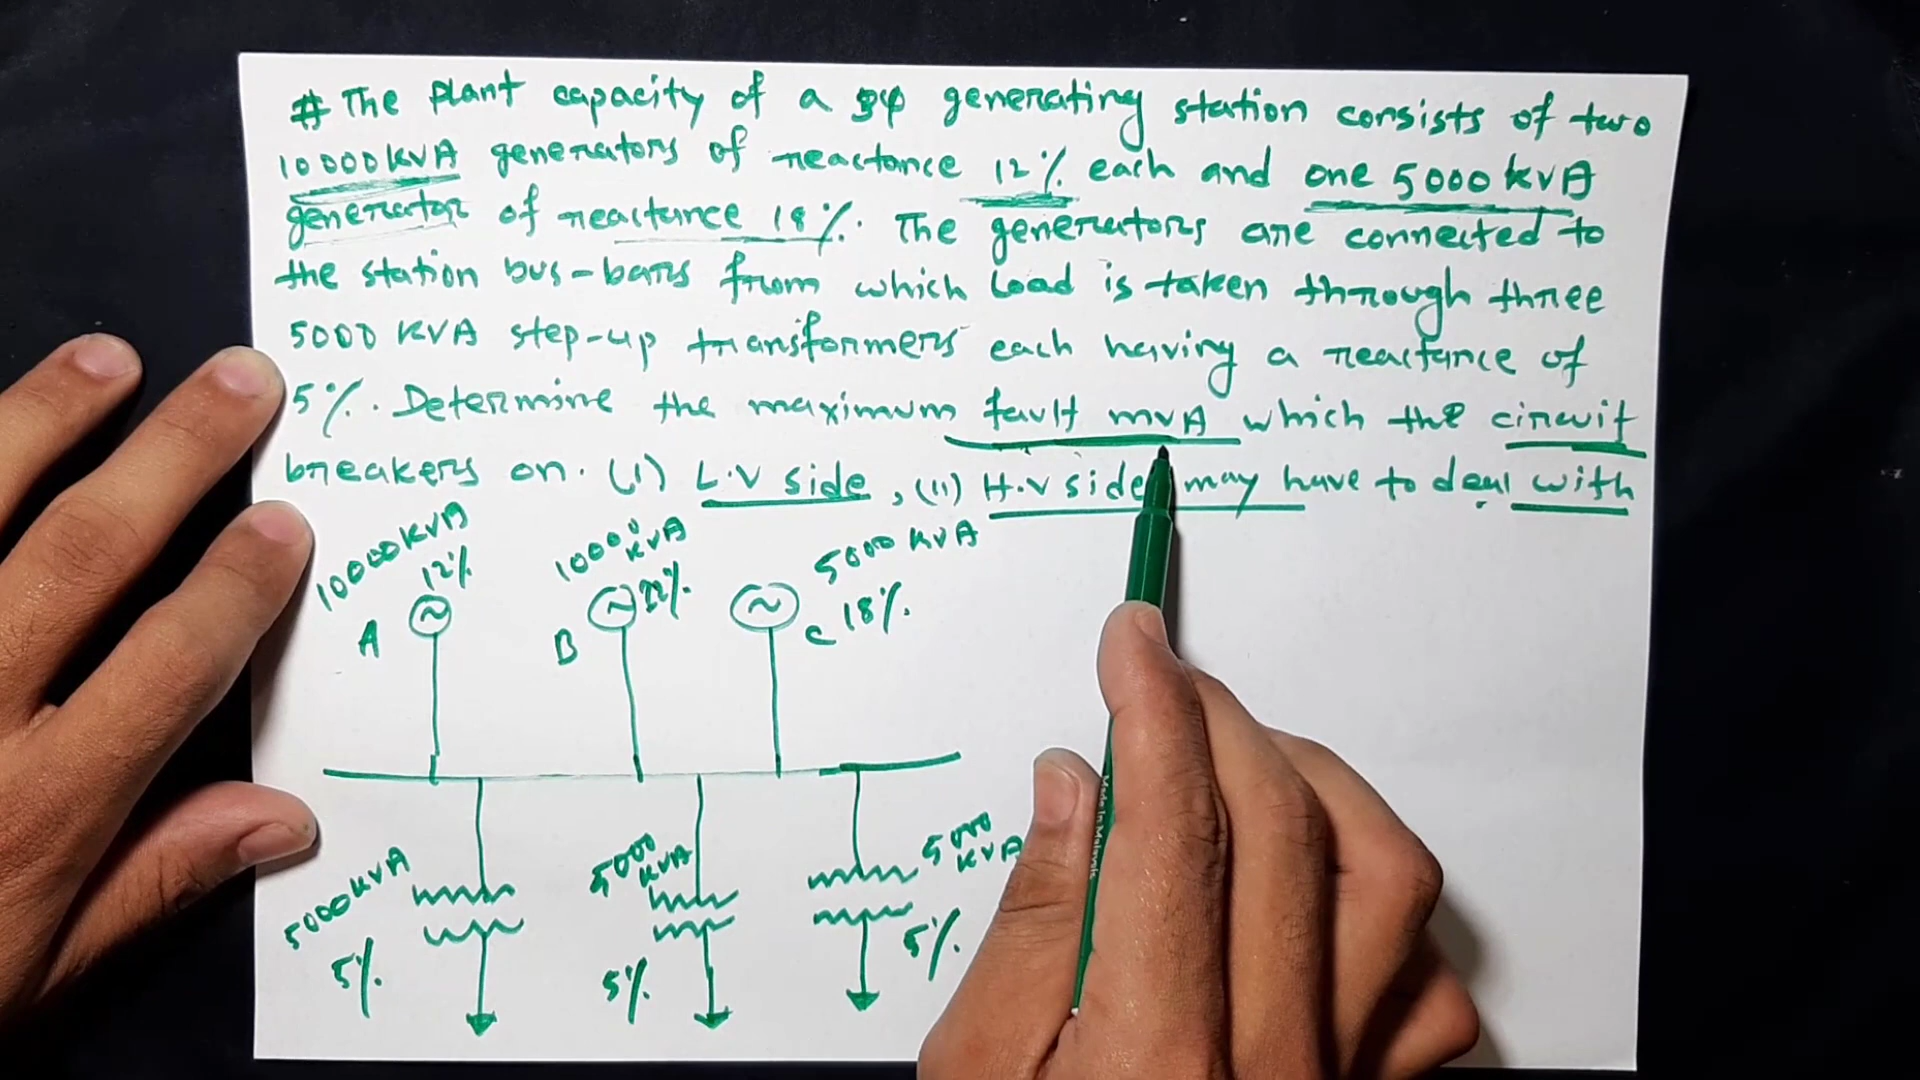 # The plant capacity of a 3φ generating station consists of two
10000 KVA generators of reactance 12% each and one 5000 KVA
generator of reactance 18%. The generators are connected to
the station bus-bars from which load is taken through three
5000 KVA step-up transformers each having a reactance of
5%. Determine the maximum fault MVA which the circuit
breakers on. (i) L.V side, (ii) H.V side may have to deal with
10000 KVA
12%
A
10000 KVA
12%
B
5000 KVA
18%.
C
5000 KVA
5%
5000 KVA
5%
5000 KVA
5%
Made in Malaysia